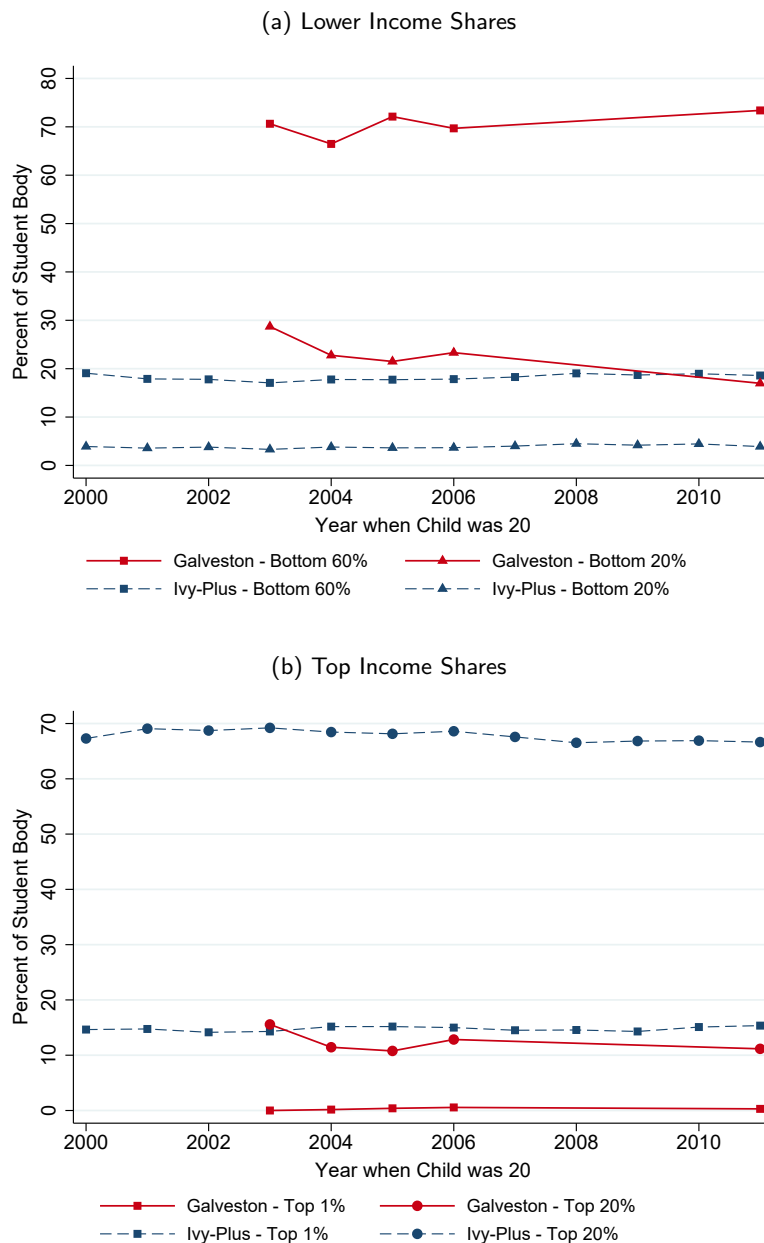 (a) Lower Income Shares
80
70
60
50
40
30
20
10
0
Percent of Student Body
2000 2002 2004 2006 2008 2010
Year when Child was 20
Galveston - Bottom 60% Galveston - Bottom 20%
Ivy-Plus - Bottom 60% Ivy-Plus - Bottom 20%
(b) Top Income Shares
70
60
50
40
30
20
10
0
Percent of Student Body
2000 2002 2004 2006 2008 2010
Year when Child was 20
Galveston - Top 1% Galveston - Top 20%
Ivy-Plus - Top 1% Ivy-Plus - Top 20%